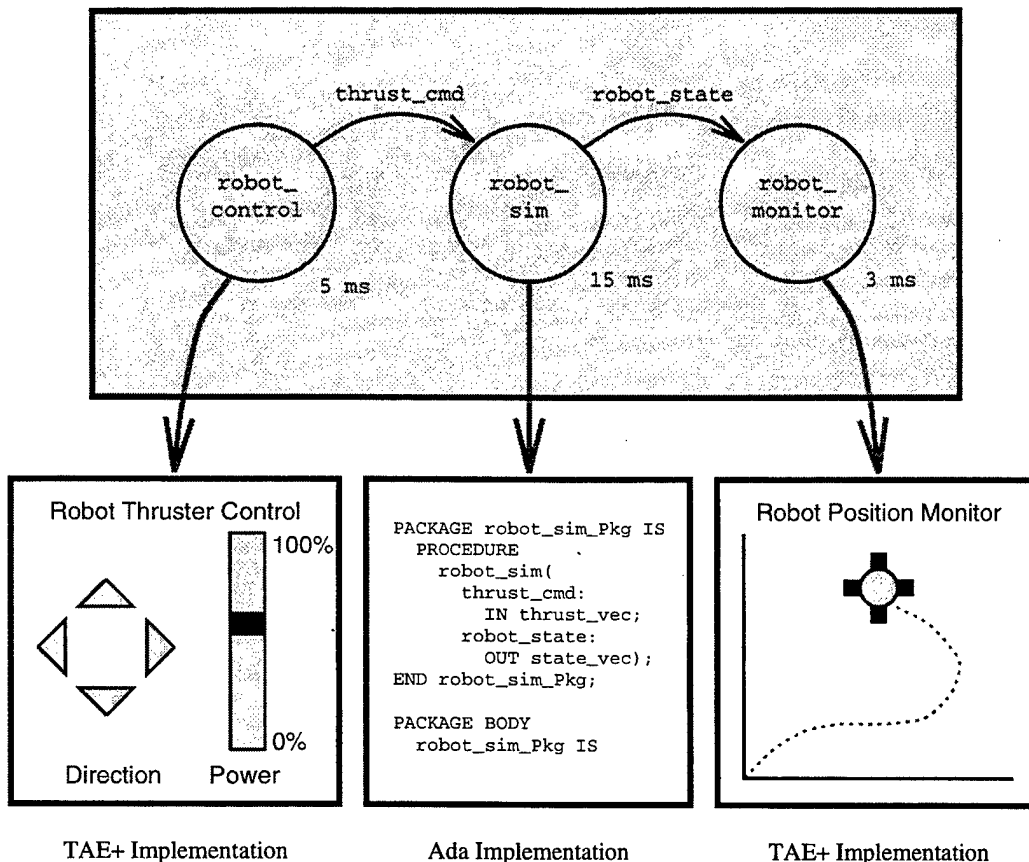 thrust_cmd
robot_state
robot_
control
robot_
sim
robot_
monitor
5 ms
15 ms
3 ms
Robot Thruster Control
100%
0%
Direction
Power
PACKAGE robot_sim_Pkg IS
PROCEDURE
robot_sim(
thrust_cmd:
IN thrust_vec;
robot_state:
OUT state_vec);
END robot_sim_Pkg;
PACKAGE BODY
robot_sim_Pkg IS
Robot Position Monitor
TAE+ Implementation
Ada Implementation
TAE+ Implementation